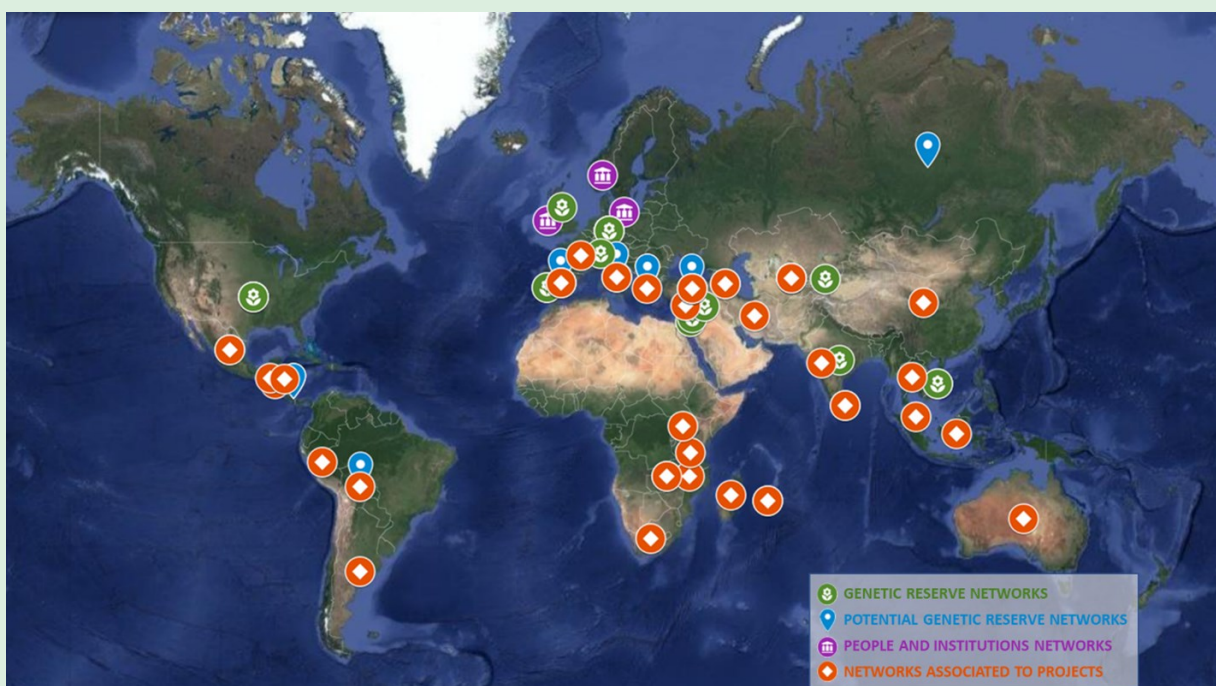 GENETIC RESERVE NETWORKS
POTENTIAL GENETIC RESERVE NETWORKS
PEOPLE AND INSTITUTIONS NETWORKS
NETWORKS ASSOCIATED TO PROJECTS